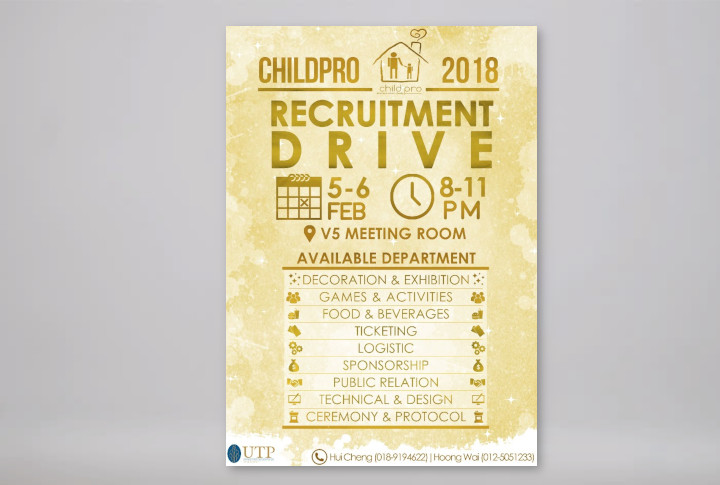 CHILDPRO 2018
child pro
RECRUITMENT
DRIVE
5-6 FEB
8-11 PM
V5 MEETING ROOM
AVAILABLE DEPARTMENT
DECORATION & EXHIBITION
GAMES & ACTIVITIES
FOOD & BEVERAGES
TICKETING
LOGISTIC
SPONSORSHIP
PUBLIC RELATION
TECHNICAL & DESIGN
CEREMONY & PROTOCOL
UTP
Hui Cheng (018-9194622) | Hoong Wai (012-5051233)